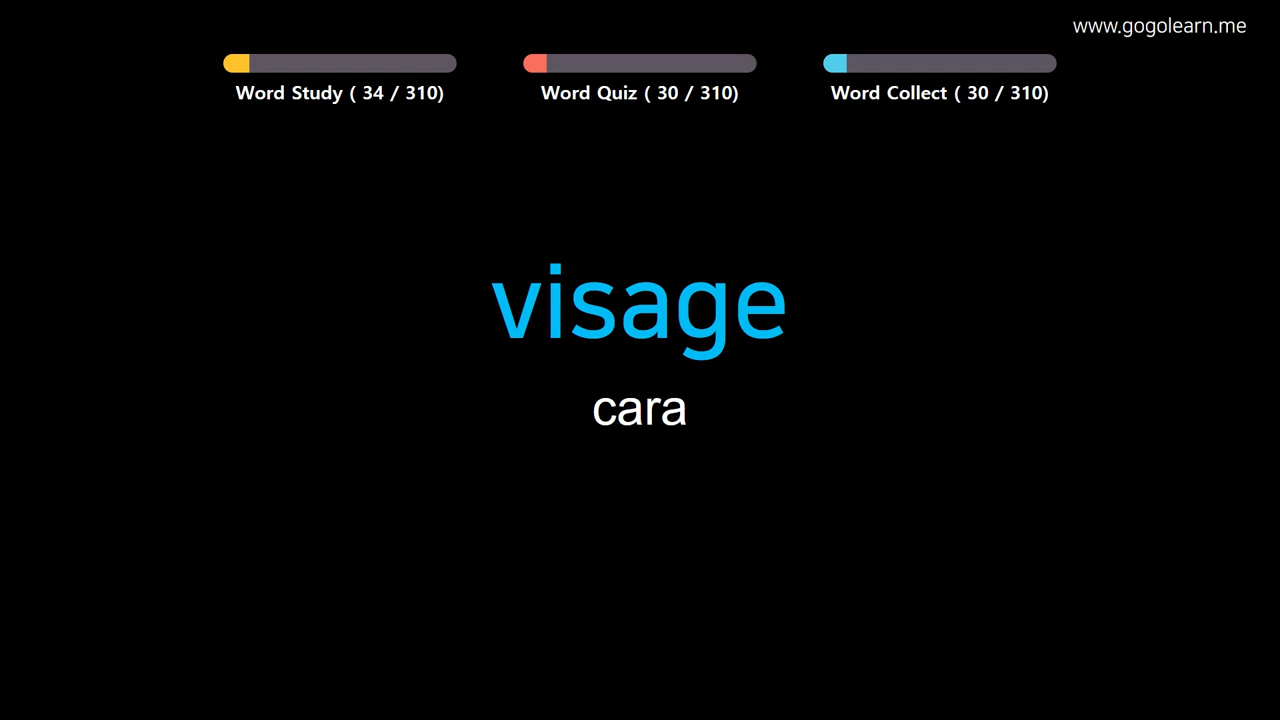 www.gogolearn.me
Word Study ( 34 / 310)
Word Quiz ( 30 / 310)
Word Collect ( 30 / 310)
visage
cara